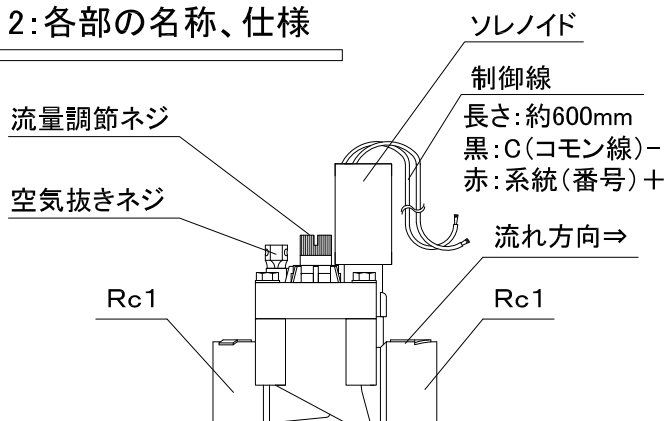 2:各部の名称、仕様
ソレノイド
制御線
長さ:約600mm
黒:C(コモン線)-
赤:系統(番号)+
流量調節ネジ
空気抜きネジ
流れ方向⇒
Rc1
Rc1